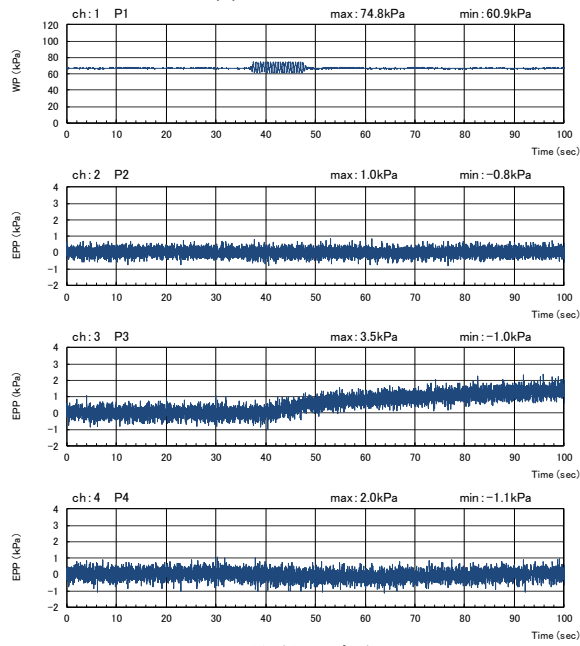 ch:1 P1 max:74.8kPa min:60.9kPa
WP (kPa)
120
100
80
60
40
20
0
0 10 20 30 40 50 60 70 80 90 100
Time (sec)
ch:2 P2 max:1.0kPa min:-0.8kPa
EPP (kPa)
4
3
2
1
0
-1
-2
0 10 20 30 40 50 60 70 80 90 100
Time (sec)
ch:3 P3 max:3.5kPa min:-1.0kPa
EPP (kPa)
4
3
2
1
0
-1
-2
0 10 20 30 40 50 60 70 80 90 100
Time (sec)
ch:4 P4 max:2.0kPa min:-1.1kPa
EPP (kPa)
4
3
2
1
0
-1
-2
0 10 20 30 40 50 60 70 80 90 100
Time (sec)